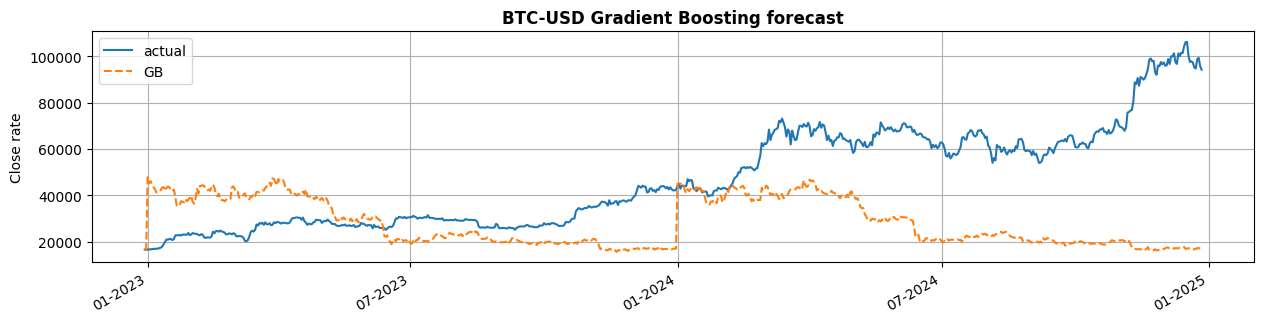 BTC-USD Gradient Boosting forecast
actual
GB
Close rate
100000
80000
60000
40000
20000
01-2023
07-2023
01-2024
07-2024
01-2025